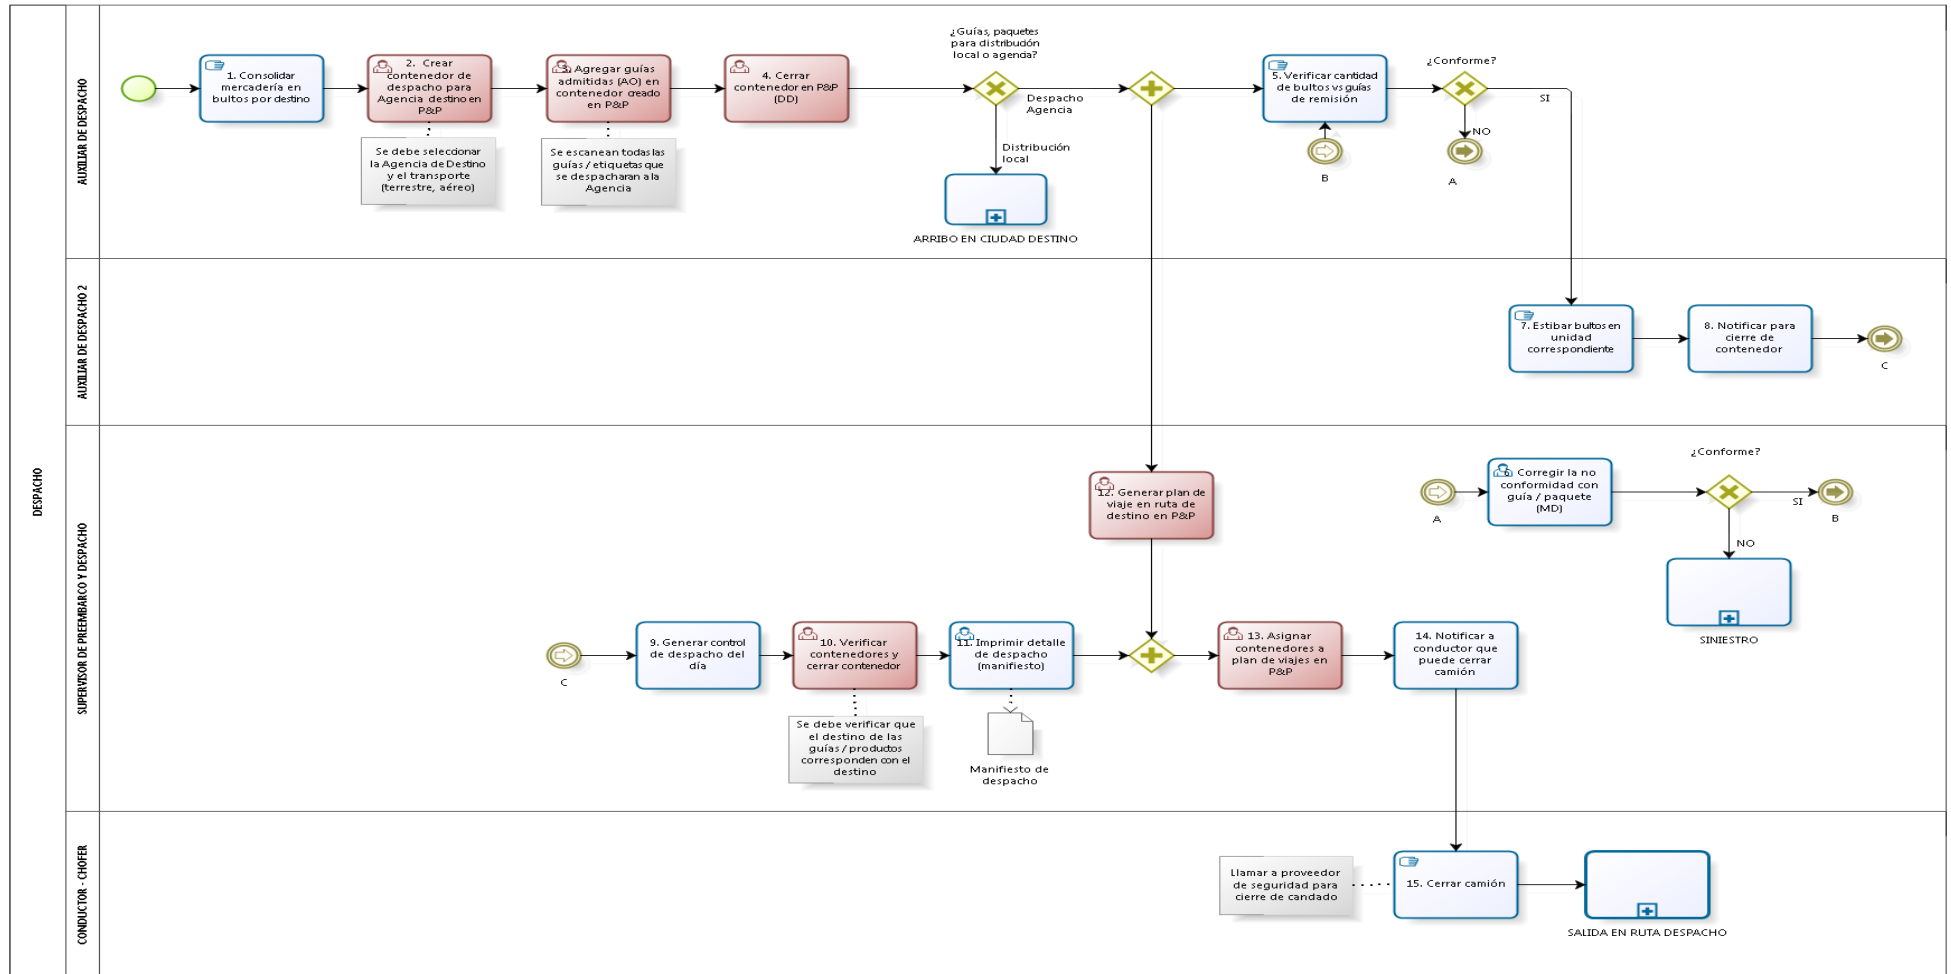 DESPACHO
AUXILIAR DE DESPACHO
1. Consolidar
mercadería en
bultos por destino
2. Crear
contenedor de
despacho para
Agencia destino en
P&P
Se debe seleccionar
la Agencia de Destino
y el transporte
(terrestre, aéreo)
3. Agregar guías
admitidas (AO) en
contenedor creado
en P&P
Se escanean todas las
guías / etiquetas que
se despacharan a la
Agencia
4. Cerrar
contenedor en P&P
(DD)
¿Guías, paquetes
para distribución
local o agencia?
Despacho
Agencia
Distribución
local
ARRIBO EN CIUDAD DESTINO
5. Verificar cantidad
de bultos vs guías
de remisión
B
¿Conforme?
SI
NO
A
AUXILIAR DE DESPACHO 2
7. Estibar bultos en
unidad
correspondiente
8. Notificar para
cierre de
contenedor
C
SUPERVISOR DE PREEMBARCO Y DESPACHO
12. Generar plan de
viaje en ruta de
destino en P&P
A
6. Corregir la no
conformidad con
guía / paquete
(MD)
¿Conforme?
SI
B
NO
SINIESTRO
C
9. Generar control
de despacho del
día
10. Verificar
contenedores y
cerrar contenedor
Se debe verificar que
el destino de las
guías / productos
corresponden con el
destino
11. Imprimir detalle
de despacho
(manifiesto)
Manifiesto de
despacho
13. Asignar
contenedores a
plan de viajes en
P&P
14. Notificar a
conductor que
puede cerrar
camión
CONDUCTOR - CHOFER
Llamar a proveedor
de seguridad para
cierre de candado
15. Cerrar camión
SALIDA EN RUTA DESPACHO